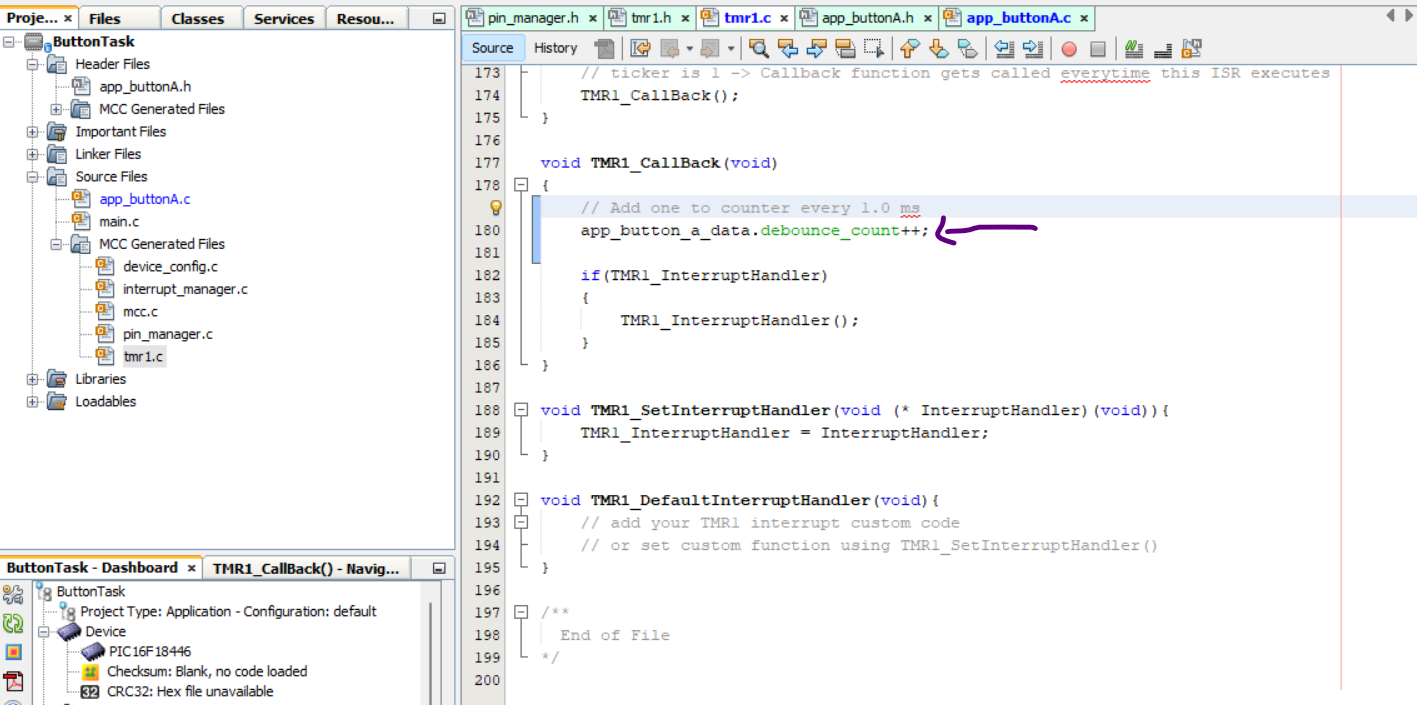 Proje... × Files Classes Services Resou...
ButtonTask
Header Files
app_buttonA.h
MCC Generated Files
Important Files
Linker Files
Source Files
app_buttonA.c
main.c
MCC Generated Files
device_config.c
interrupt_manager.c
mcc.c
pin_manager.c
tmr1.c
Libraries
Loadables
ButtonTask - Dashboard × TMR1_CallBack() - Navig...
ButtonTask
Project Type: Application - Configuration: default
Device
PIC16F18446
Checksum: Blank, no code loaded
32 CRC32: Hex file unavailable
pin_manager.h × tmr1.h × tmr1.c × app_buttonA.h × app_buttonA.c ×
Source History
173 // ticker is 1 -> Callback function gets called everytime this ISR executes
174 TMR1_CallBack();
175 }
176
177 void TMR1_CallBack(void)
178 {
// Add one to counter every 1.0 ms
180 app_button_a_data.debounce_count++;
181
182 if(TMR1_InterruptHandler)
183 {
184 TMR1_InterruptHandler();
185 }
186 }
187
188 void TMR1_SetInterruptHandler(void (* InterruptHandler)(void)){
189 TMR1_InterruptHandler = InterruptHandler;
190 }
191
192 void TMR1_DefaultInterruptHandler(void){
193 // add your TMR1 interrupt custom code
194 // or set custom function using TMR1_SetInterruptHandler()
195 }
196
197 /**
198 End of File
199 */
200